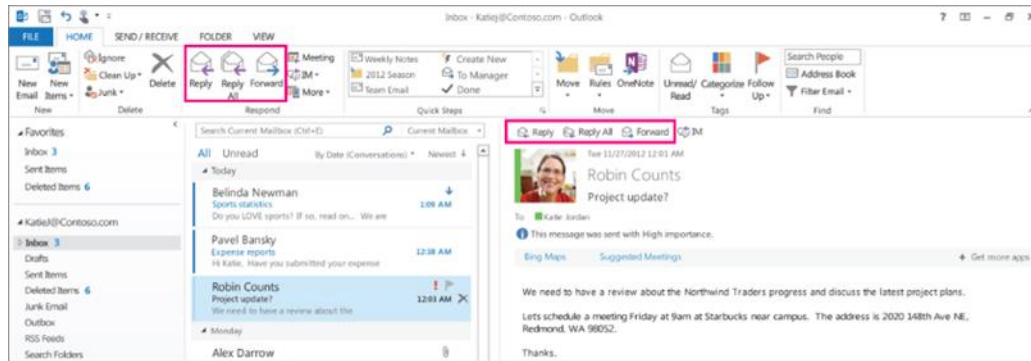 Inbox - KatieJ@Contoso.com - Outlook
FILE HOME SEND / RECEIVE FOLDER VIEW
New Email
New Items
Ignore
Clean Up
Junk
Delete
Reply
Reply All
Forward
Meeting
IM
More
Weekly Notes
2012 Season
Team Email
Create New
To Manager
Done
Move
Rules
OneNote
Unread/ Read
Categorize
Follow Up
Search People
Address Book
Filter Email
New Delete Respond Quick Steps Move Tags Find
Favorites
Inbox 3
Sent Items
Deleted Items 6
KatieJ@Contoso.com
Inbox 3
Drafts
Sent Items
Deleted Items 6
Junk Email
Outbox
RSS Feeds
Search Folders
Search Current Mailbox (Ctrl+E) Current Mailbox
All Unread By Date (Conversations) Newest
Today
Belinda Newman
Sports statistics 1:09 AM
Do you LOVE sports? If so, read on... We are
Pavel Bansky
Expense reports 12:38 AM
Hi Katie, Have you submitted your expense
Robin Counts
Project update? 12:03 AM
We need to have a review about the
Monday
Alex Darrow
Reply Reply All Forward IM
Tue 11/27/2012 12:01 AM
Robin Counts
Project update?
To Katie Jordan
This message was sent with High importance.
Bing Maps Suggested Meetings + Get more apps
We need to have a review about the Northwind Traders progress and discuss the latest project plans.
Lets schedule a meeting Friday at 9am at Starbucks near campus. The address is 2020 148th Ave NE,
Redmond, WA 98052.
Thanks,